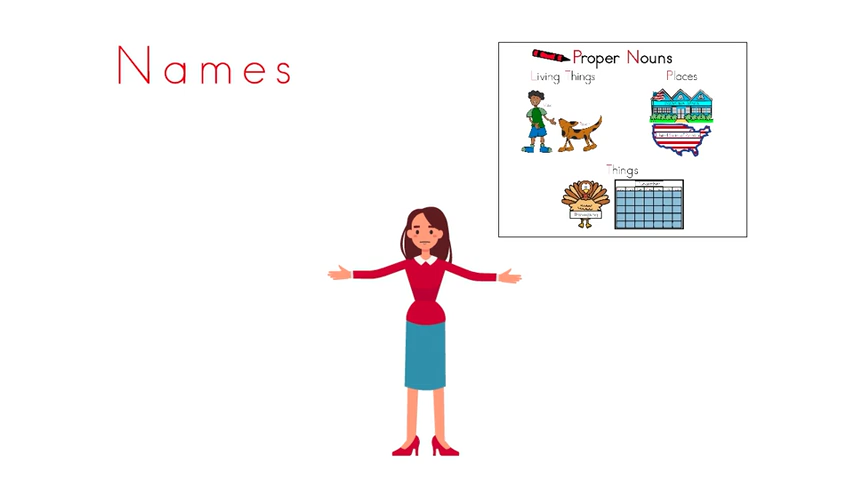 Names
Proper Nouns
Living Things
Places
Things